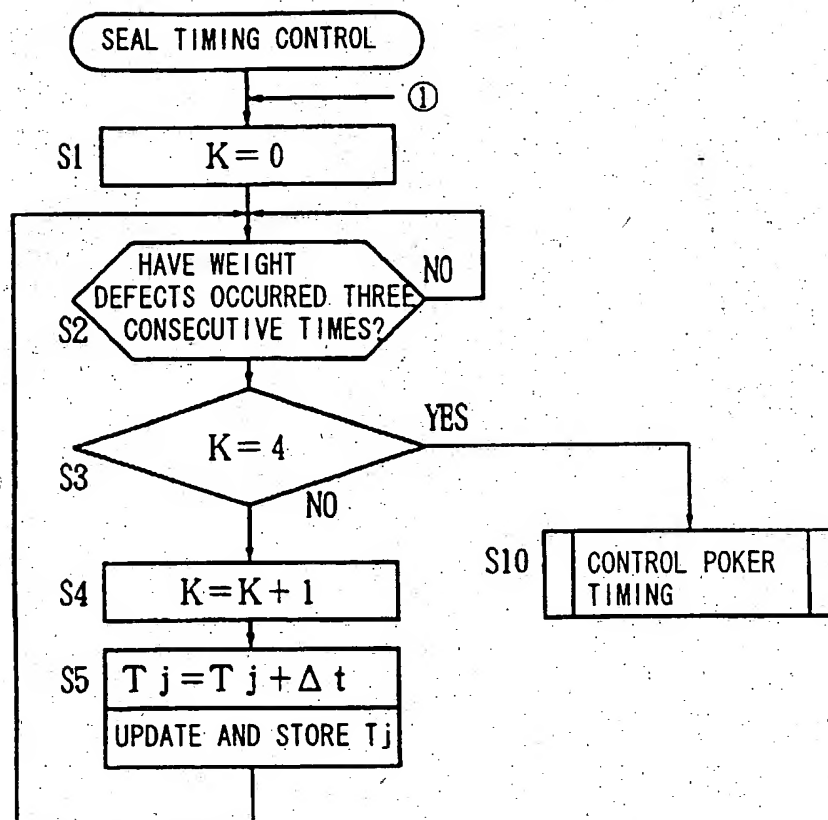 SEAL TIMING CONTROL
①
S1
K=0
HAVE WEIGHT
DEFECTS OCCURRED THREE
CONSECUTIVE TIMES?
S2
NO
YES
K=4
S3
NO
S4
K=K+1
S10
CONTROL POKER
TIMING
S5
Tj=Tj+Δt
UPDATE AND STORE Tj